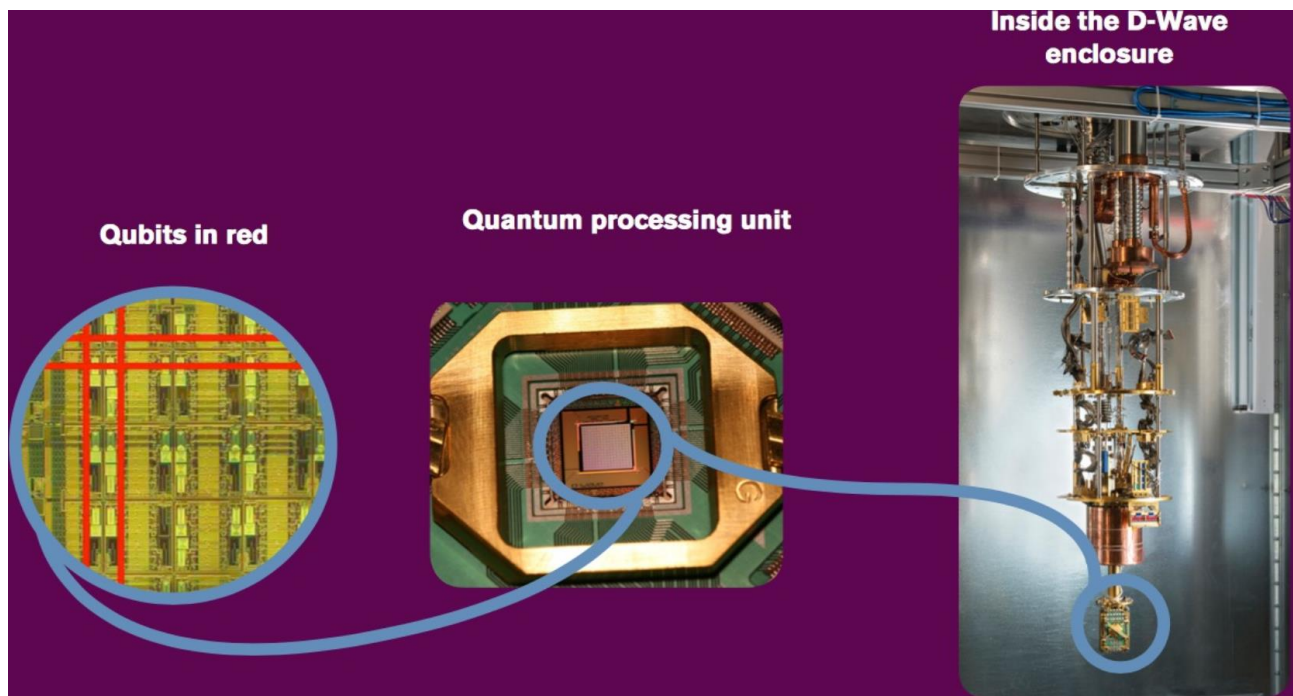 Inside the D-Wave
enclosure
Qubits in red
Quantum processing unit
G